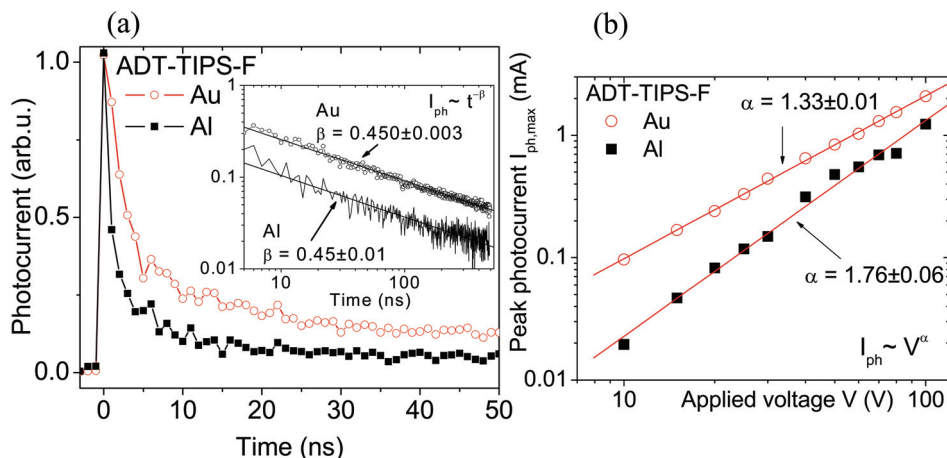 (a)
ADT-TIPS-F
Au
Al
Photocurrent (arb.u.)
1.0
0.5
0.0
0 10 20 30 40 50
Time (ns)
I_ph~ t^-β
Au
β = 0.450±0.003
Al
β = 0.45±0.01
1
0.1
0.01
10 100
Time (ns)
(b)
ADT-TIPS-F
Au
Al
α = 1.33±0.01
α = 1.76±0.06
I_ph~ V^α
Peak photocurrent I_ph,max (mA)
1
0.1
0.01
10 100
Applied voltage V (V)